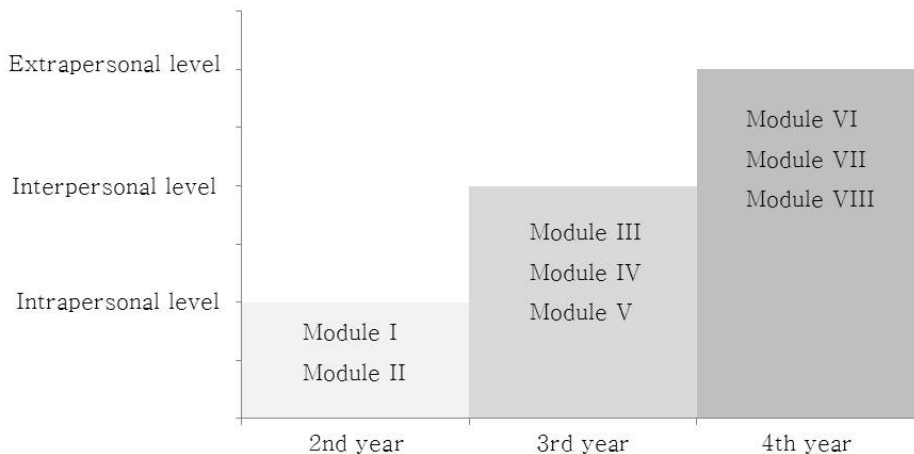 Extrapersonal level
Interpersonal level
Intrapersonal level
Module I
Module II
Module III
Module IV
Module V
Module VI
Module VII
Module VIII
2nd year
3rd year
4th year